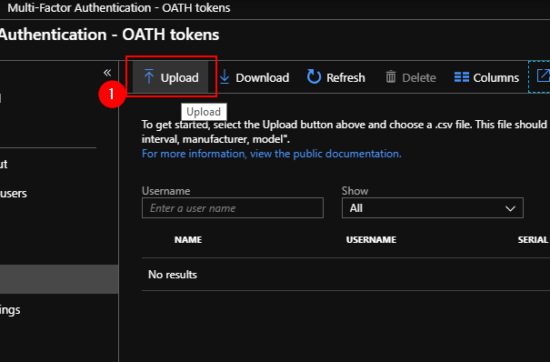 Multi-Factor Authentication - OATH tokens
Authentication - OATH tokens
«
1
Upload
Download
Refresh
Delete
Columns
Upload
To get started, select the Upload button above and choose a .csv file. This file should
interval, manufacturer, model".
For more information, view the public documentation.
ut
users
ings
Username
Show
Enter a user name
All
NAME
USERNAME
SERIAL
No results